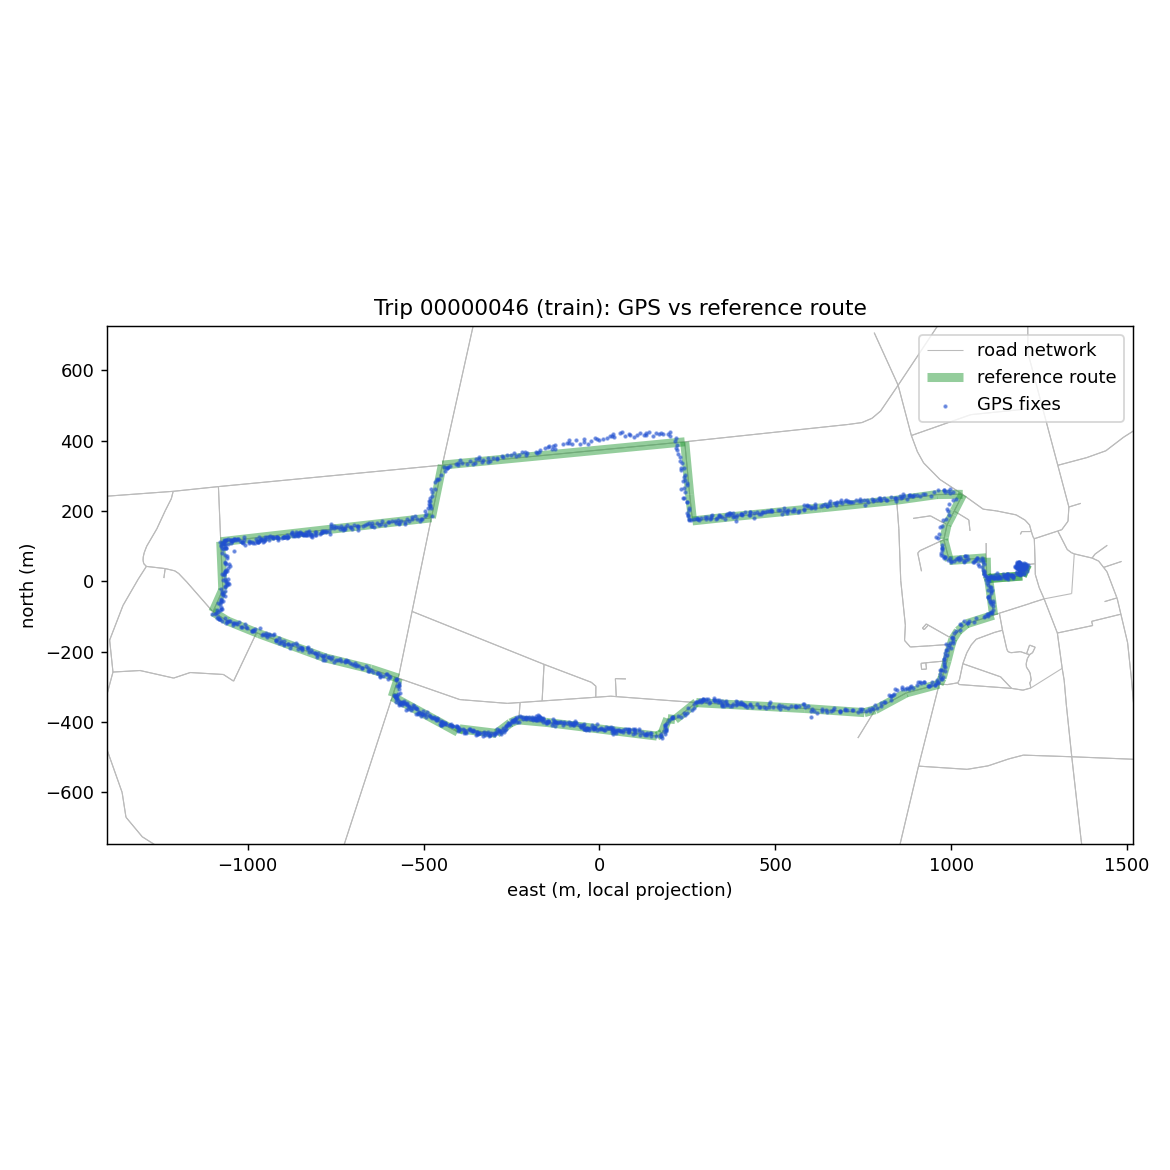 Trip 00000046 (train): GPS vs reference route
road network
reference route
GPS fixes
600
400
200
0
−200
−400
−600
north (m)
−1000
−500
0
500
1000
1500
east (m, local projection)